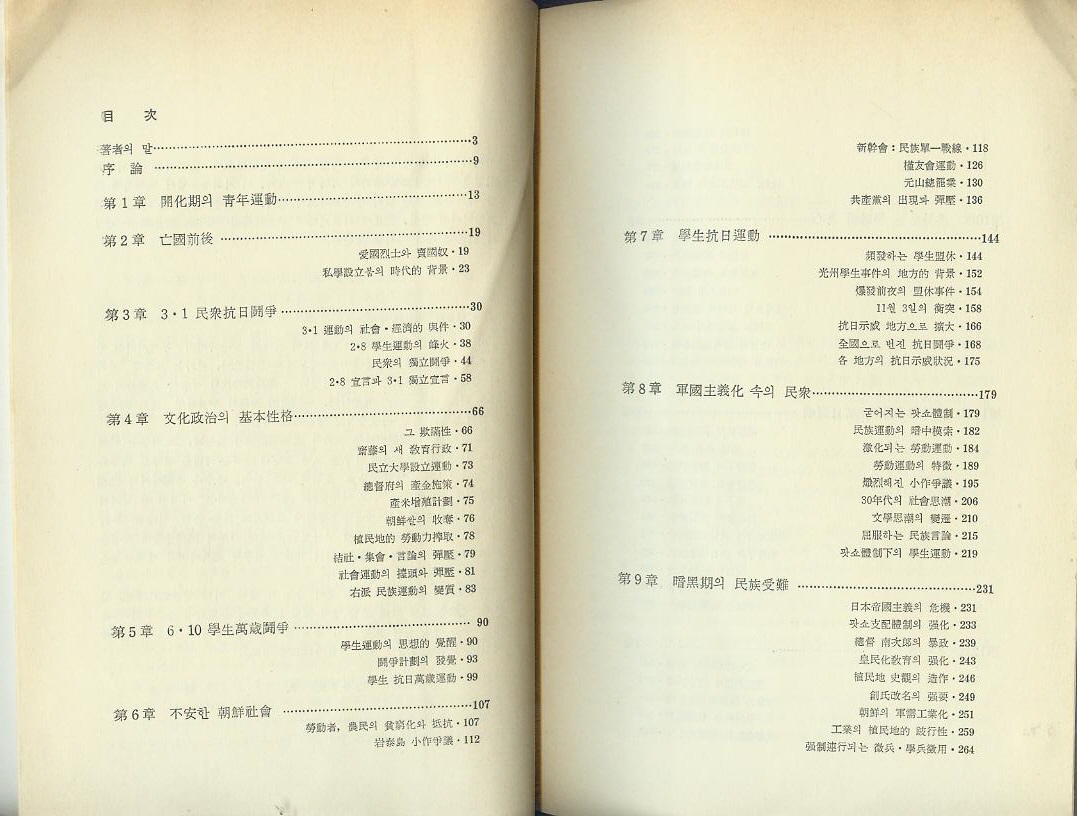 目 次
著者의 말 3
序 論 9
第1章 開化期의 靑年運動 13
第2章 亡國前後 19
愛國烈士와 賣國奴·19
私學設立붐의 時代的 背景·23
第3章 3·1 民衆抗日鬪爭 30
3·1 運動의 社會·經濟的 與件·30
2·8 學生運動의 烽火·38
民衆의 獨立鬪爭·44
2·8 宣言과 3·1 獨立宣言·58
第4章 文化政治의 基本性格 66
그 欺瞞性·66
齋藤의 새 敎育行政·71
民立大學設立運動·73
總督府의 產金施策·74
產米增殖計劃·75
朝鮮쌀의 收奪·76
植民地的 勞動力搾取·78
結社·集會·言論의 彈壓·79
社會運動의 擡頭와 彈壓·81
右派 民族運動의 變質·83
第5章 6·10 學生萬歲鬪爭 90
學生運動의 思想的 覺醒·90
鬪爭計劃의 發覺·93
學生 抗日萬歲運動·99
第6章 不安한 朝鮮社會 107
勞動者, 農民의 貧窮化와 抵抗·107
岩泰島 小作爭議·112
新幹會:民族單一戰線·118
槿友會運動·126
元山總罷業·130
共產黨의 出現과 彈壓·136
第7章 學生抗日運動 144
頻發하는 學生盟休·144
光州學生事件의 地方的 背景·152
爆發前夜의 盟休事件·154
11월 3일의 衝突·158
抗日示威 地方으로 擴大·166
全國으로 번진 抗日鬪爭·168
各 地方의 抗日示威狀況·175
第8章 軍國主義化 속의 民衆 179
굳어지는 팟쇼體制·179
民族運動의 暗中模索·182
激化되는 勞動運動·184
勞動運動의 特徵·189
熾烈해진 小作爭議·195
30年代의 社會思潮·206
文學思潮의 變遷·210
屈服하는 民族言論·215
팟쇼體制下의 學生運動·219
第9章 暗黑期의 民族受難 231
日本帝國主義의 危機·231
팟쇼支配體制의 强化·233
總督 南次郎의 暴政·239
皇民化敎育의 强化·243
植民地 史觀의 造作·246
創氏改名의 强要·249
朝鮮의 軍需工業化·251
工業의 植民地的 跛行性·259
强制連行되는 徵兵·學兵徵用·264